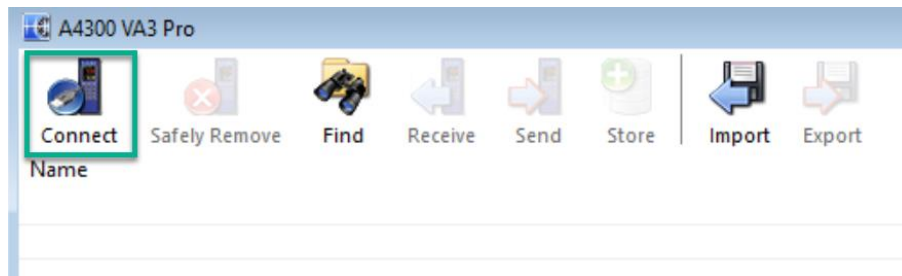 A4300 VA3 Pro
Connect Safely Remove Find Receive Send Store Import Export
Name